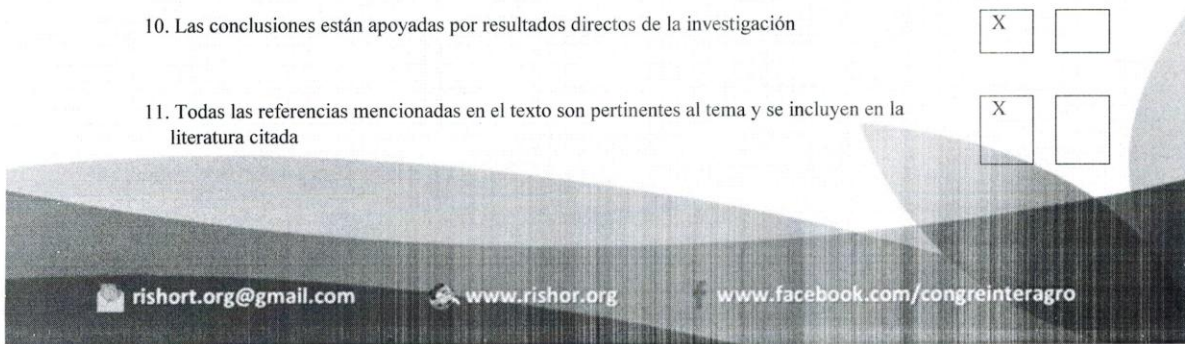 10. Las conclusiones están apoyadas por resultados directos de la investigación X
11. Todas las referencias mencionadas en el texto son pertinentes al tema y se incluyen en la X
literatura citada
rishort.org@gmail.com www.rishor.org www.facebook.com/congreinteragro